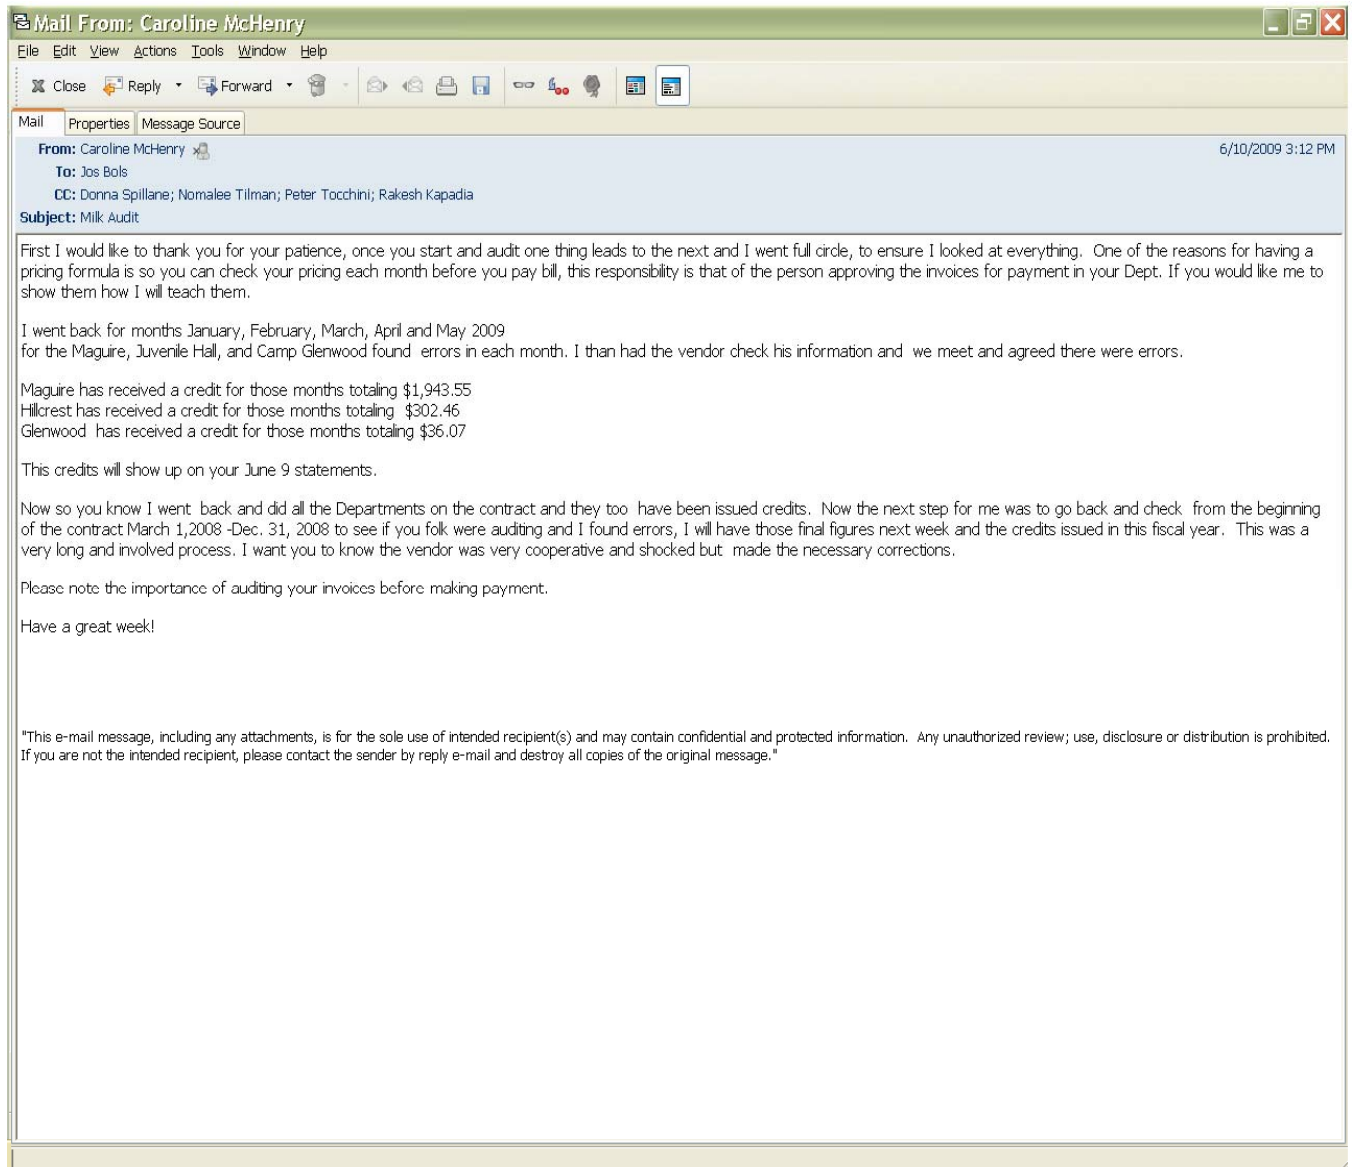 Mail From: Caroline McHenry
File Edit View Actions Tools Window Help
Close Reply Forward
Mail Properties Message Source
From: Caroline McHenry 6/10/2009 3:12 PM
To: Jos Bols
CC: Donna Spillane; Nomalee Tilman; Peter Tocchini; Rakesh Kapadia
Subject: Milk Audit
First I would like to thank you for your patience, once you start and audit one thing leads to the next and I went full circle, to ensure I looked at everything. One of the reasons for having a
pricing formula is so you can check your pricing each month before you pay bill, this responsibility is that of the person approving the invoices for payment in your Dept. If you would like me to
show them how I will teach them.
I went back for months January, February, March, April and May 2009
for the Maguire, Juvenile Hall, and Camp Glenwood found errors in each month. I than had the vendor check his information and we meet and agreed there were errors.
Maguire has received a credit for those months totaling $1,943.55
Hillcrest has received a credit for those months totaling $302.46
Glenwood has received a credit for those months totaling $36.07
This credits will show up on your June 9 statements.
Now so you know I went back and did all the Departments on the contract and they too have been issued credits. Now the next step for me was to go back and check from the beginning
of the contract March 1,2008 -Dec. 31, 2008 to see if you folk were auditing and I found errors, I will have those final figures next week and the credits issued in this fiscal year. This was a
very long and involved process. I want you to know the vendor was very cooperative and shocked but made the necessary corrections.
Please note the importance of auditing your invoices before making payment.
Have a great week!
"This e-mail message, including any attachments, is for the sole use of intended recipient(s) and may contain confidential and protected information. Any unauthorized review; use, disclosure or distribution is prohibited.
If you are not the intended recipient, please contact the sender by reply e-mail and destroy all copies of the original message."